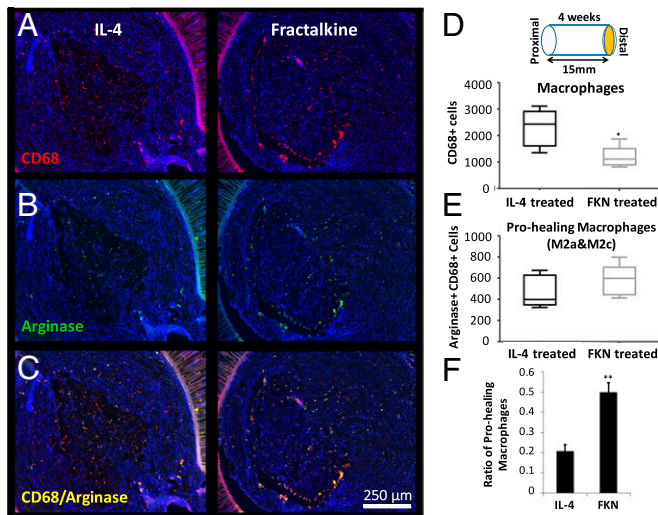 A
IL-4
Fractalkine
CD68
B
Arginase
C
CD68/Arginase
250 µm
D
4 weeks
Proximal
Distal
15mm
Macrophages
CD68+ cells
4000
3000
2000
1000
0
*
IL-4 treated
FKN treated
E
Pro-healing Macrophages
(M2a&M2c)
Arginase+ CD68+ Cells
1000
800
600
400
200
0
IL-4 treated
FKN treated
F
Ratio of Pro-healing
Macrophages
0.6
0.5
0.4
0.3
0.2
0.1
0
**
IL-4
FKN